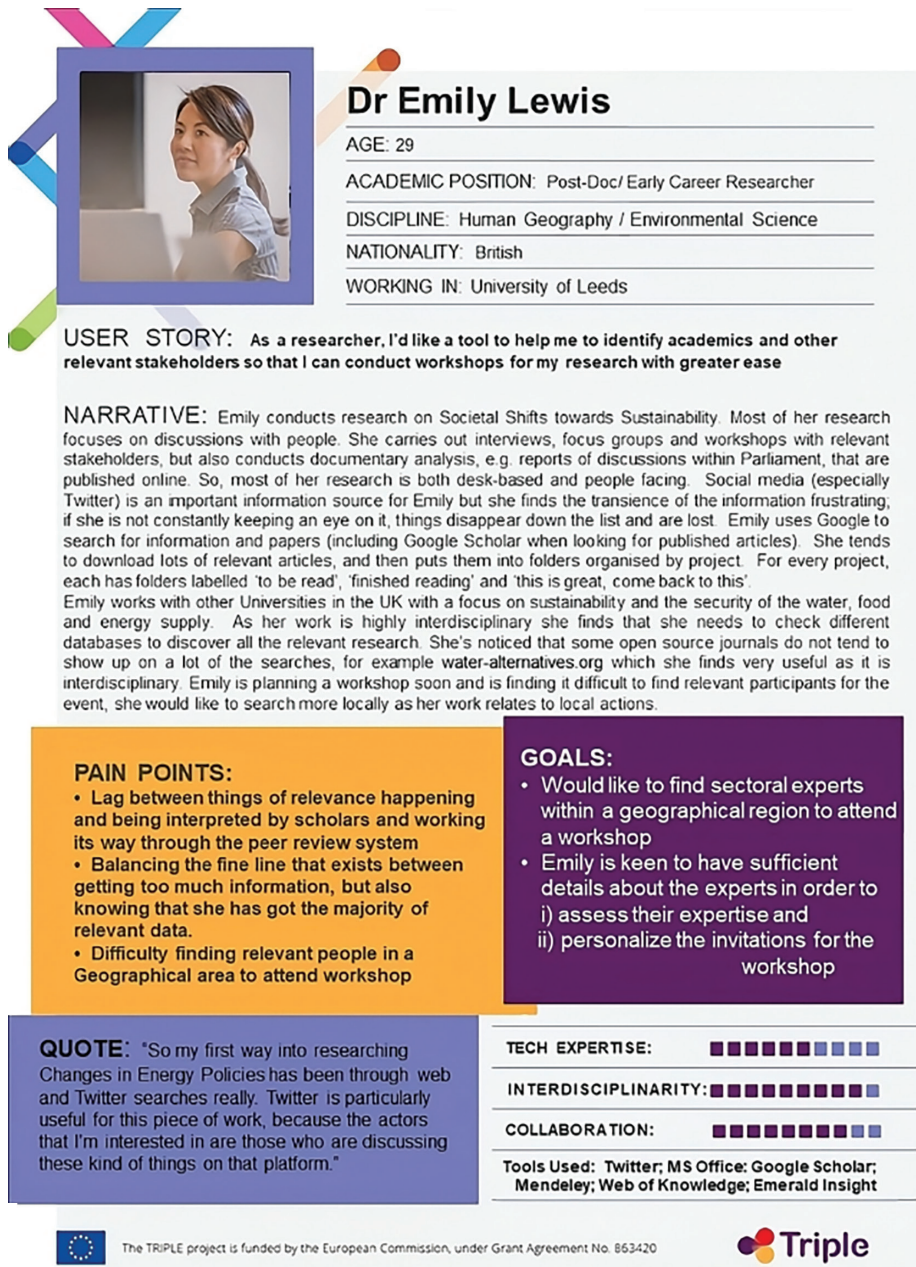 Dr Emily Lewis
AGE: 29
ACADEMIC POSITION: Post-Doc/ Early Career Researcher
DISCIPLINE: Human Geography / Environmental Science
NATIONALITY: British
WORKING IN: University of Leeds
USER STORY: As a researcher, I'd like a tool to help me to identify academics and other
relevant stakeholders so that I can conduct workshops for my research with greater ease
NARRATIVE: Emily conducts research on Societal Shifts towards Sustainability. Most of her research
focuses on discussions with people. She carries out interviews, focus groups and workshops with relevant
stakeholders, but also conducts documentary analysis, e.g. reports of discussions within Parliament, that are
published online. So, most of her research is both desk-based and people facing. Social media (especially
Twitter) is an important information source for Emily but she finds the transience of the information frustrating;
if she is not constantly keeping an eye on it, things disappear down the list and are lost. Emily uses Google to
search for information and papers (including Google Scholar when looking for published articles). She tends
to download lots of relevant articles, and then puts them into folders organised by project. For every project,
each has folders labelled 'to be read', 'finished reading' and 'this is great, come back to this'.
Emily works with other Universities in the UK with a focus on sustainability and the security of the water, food
and energy supply. As her work is highly interdisciplinary she finds that she needs to check different
databases to discover all the relevant research. She's noticed that some open source journals do not tend to
show up on a lot of the searches, for example water-alternatives.org which she finds very useful as it is
interdisciplinary. Emily is planning a workshop soon and is finding it difficult to find relevant participants for the
event, she would like to search more locally as her work relates to local actions.
PAIN POINTS:
• Lag between things of relevance happening
and being interpreted by scholars and working
its way through the peer review system
• Balancing the fine line that exists between
getting too much information, but also
knowing that she has got the majority of
relevant data.
• Difficulty finding relevant people in a
Geographical area to attend workshop
GOALS:
• Would like to find sectoral experts
within a geographical region to attend
a workshop
• Emily is keen to have sufficient
details about the experts in order to
i) assess their expertise and
ii) personalize the invitations for the
workshop
QUOTE: "So my first way into researching
Changes in Energy Policies has been through web
and Twitter searches really. Twitter is particularly
useful for this piece of work, because the actors
that I'm interested in are those who are discussing
these kind of things on that platform."
TECH EXPERTISE:
INTERDISCIPLINARITY:
COLLABORATION:
Tools Used: Twitter; MS Office: Google Scholar;
Mendeley; Web of Knowledge; Emerald Insight
The TRIPLE project is funded by the European Commission, under Grant Agreement No. 863420
Triple